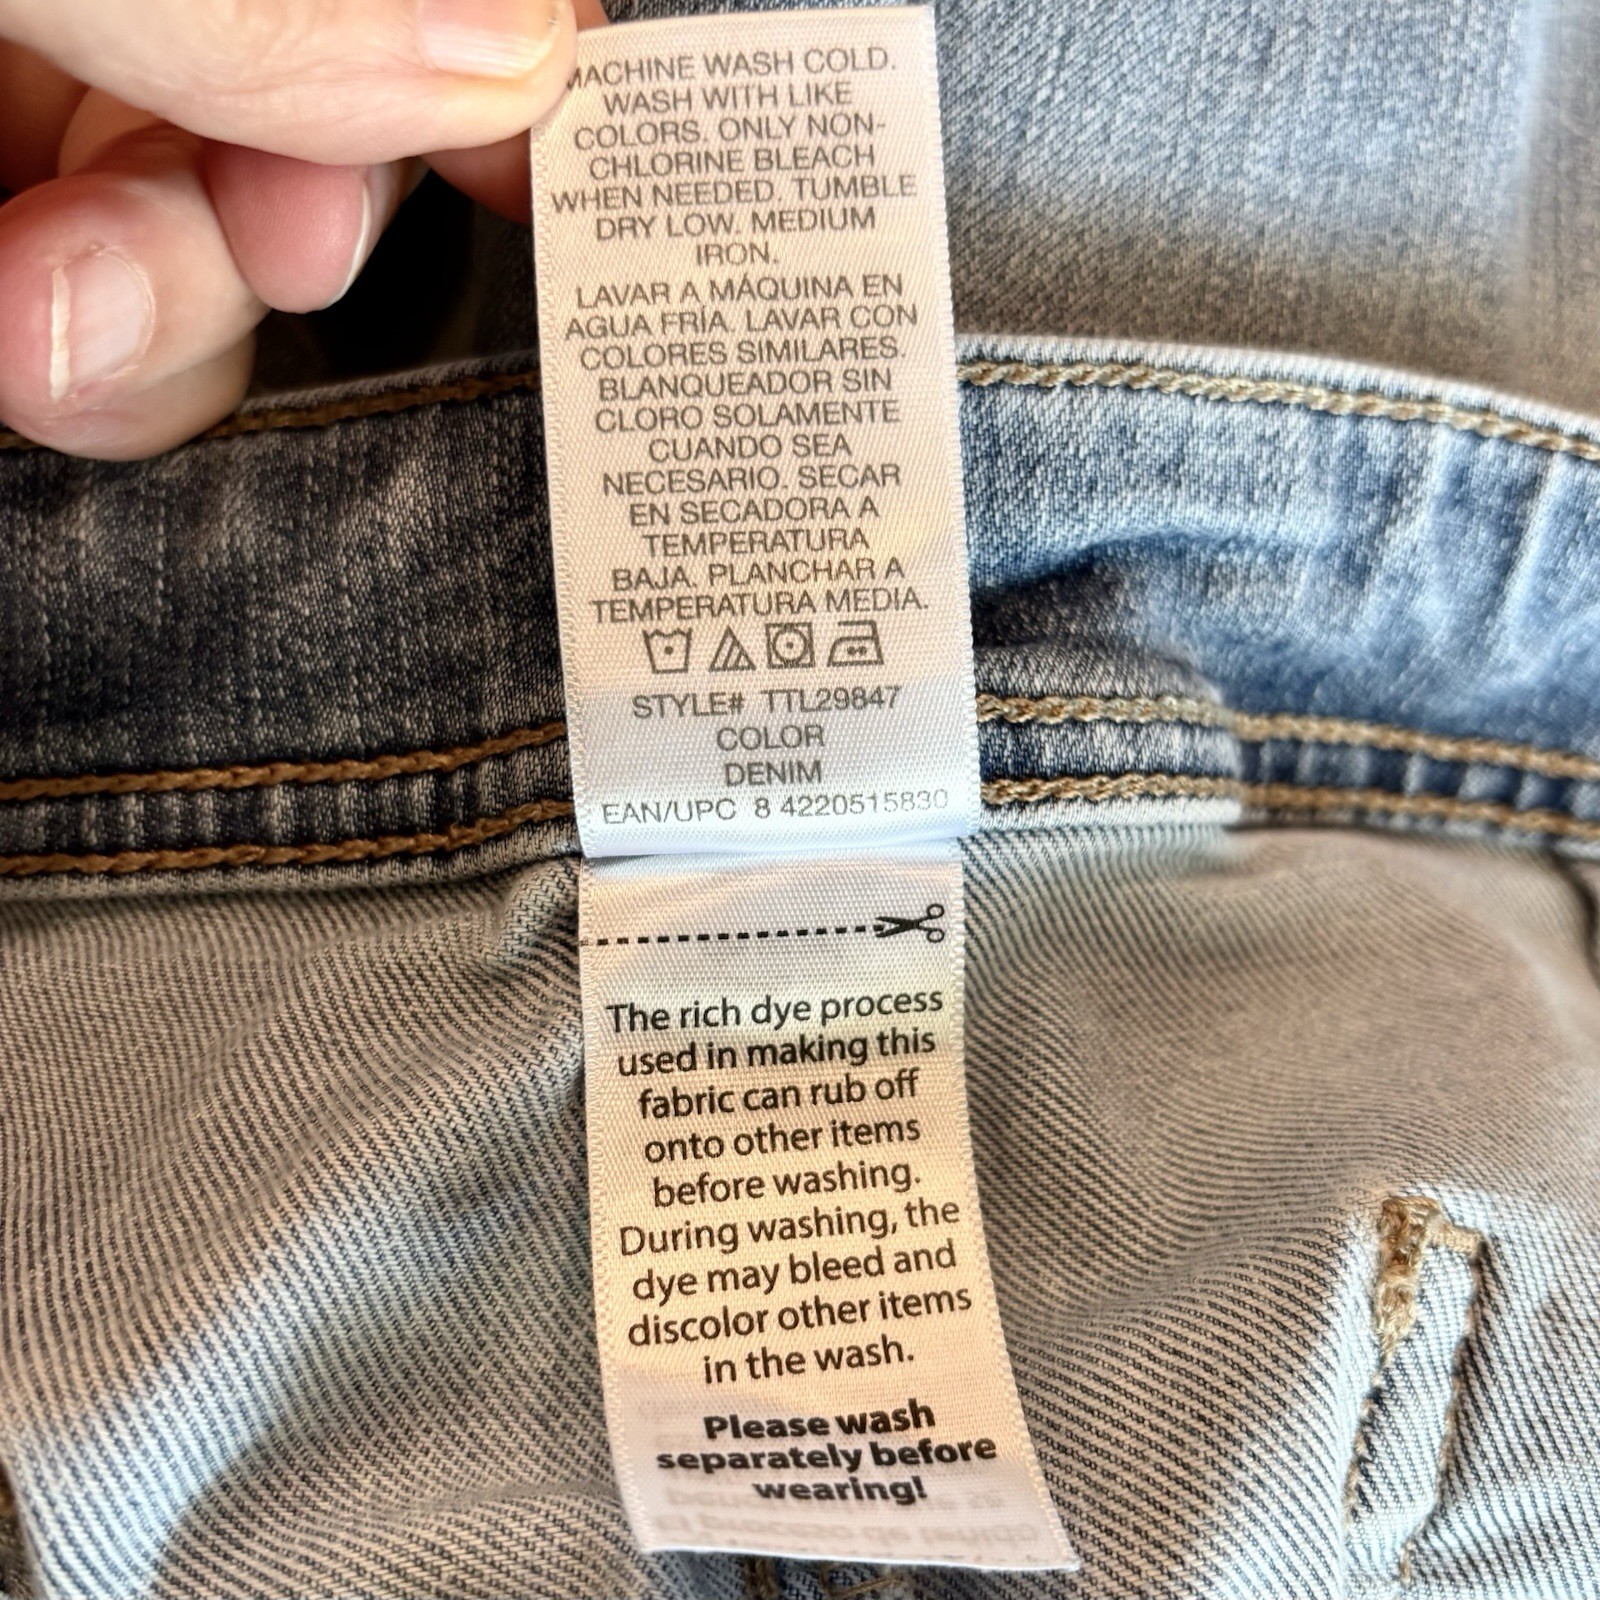 MACHINE WASH COLD.
WASH WITH LIKE
COLORS. ONLY NON-
CHLORINE BLEACH
WHEN NEEDED. TUMBLE
DRY LOW. MEDIUM
IRON.
LAVAR A MÁQUINA EN
AGUA FRÍA. LAVAR CON
COLORES SIMILARES.
BLANQUEADOR SIN
CLORO SOLAMENTE
CUANDO SEA
NECESARIO. SECAR
EN SECADORA A
TEMPERATURA
BAJA. PLANCHAR A
TEMPERATURA MEDIA.
STYLE# TTL29847
COLOR
DENIM
EAN/UPC 8 4220515830
The rich dye process
used in making this
fabric can rub off
onto other items
before washing.
During washing, the
dye may bleed and
discolor other items
in the wash.
Please wash
separately before
wearing!